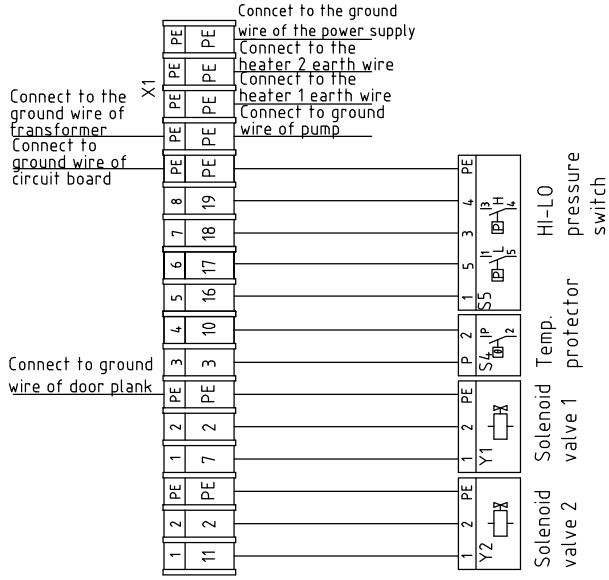 Conncet to the ground
wire of the power supply
Connect to the
heater 2 earth wire
Connect to the
heater 1 earth wire
Connect to ground
wire of pump
Connect to the
ground wire of
transformer
Connect to
ground wire of
circuit board
Connect to ground
wire of door plank
X1
PE PE
PE PE
PE PE
PE PE
PE PE
8 19
7 18
6 17
5 16
4 10
3 3
PE PE
2 2
1 7
PE PE
2 2
1 11
PE
4
3
5
1
S5
3 H
P 4
1 L
P 5
HI-LO
pressure
switch
2
P
S4
P
θ 2
Temp.
protector
PE
2
1
Y1
Solenoid
valve 1
PE
2
1
Y2
Solenoid
valve 2